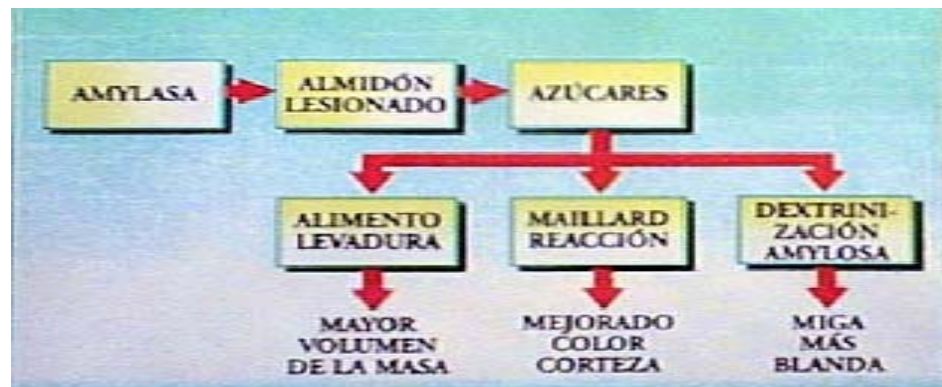 AMYLASA
ALMIDÓN
LESIONADO
AZÚCARES
ALIMENTO
LEVADURA
MAILLARD
REACCIÓN
DEXTRINI-
ZACIÓN
AMYLOSA
MAYOR
VOLUMEN
DE LA MASA
MEJORADO
COLOR
CORTEZA
MIGA
MÁS
BLANDA